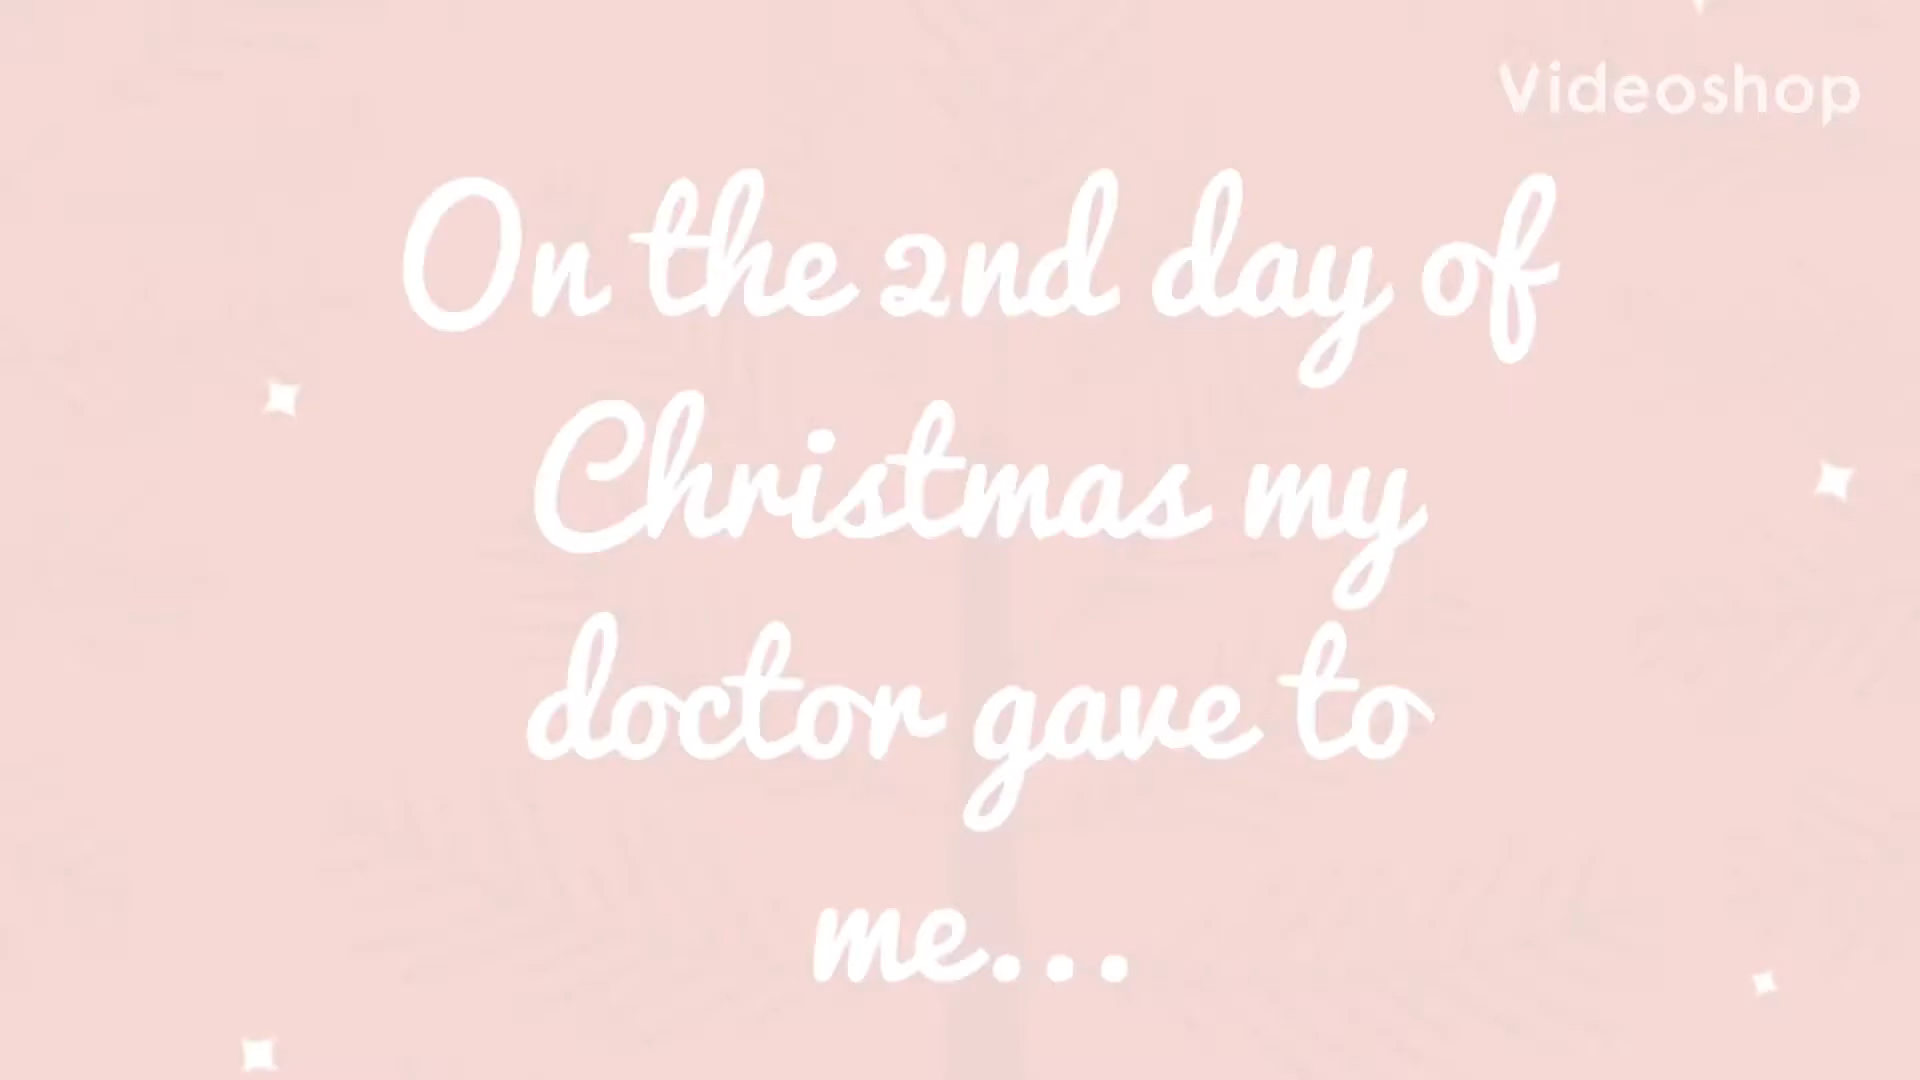 Videoshop
On the 2nd day of
Christmas my
doctor gave to
me...